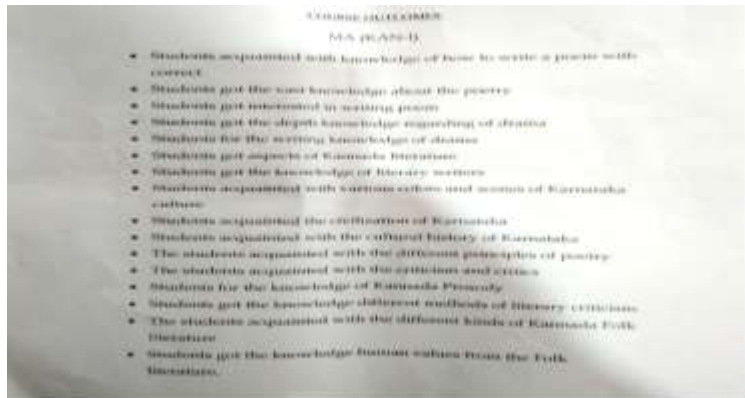 COURSE OUTCOMES
MA (KAN-I)
• Students acquainted with knowledge of how to write a poem with
correct
• Students got the vast knowledge about the poetry
• Students got interested in writing poem
• Students got the depth knowledge regarding of drama
• Students for the writing knowledge of drama
• Students got aspects of Kannada literature
• Students got the knowledge of literary writers
• Students acquainted with various and of Karnataka
culture
• Students acquainted the civilization of Karnataka
• Students acquainted with the cultural history of Karnataka
• The students acquainted with the different principles of poetry
• The students acquainted with the criticism and critics
• Students for the knowledge of Kannada Prosody
• Students got the knowledge different methods of literary criticism
• The students acquainted with the different kinds of Kannada Folk
literature
• Students got the knowledge human values from the Folk
literature.